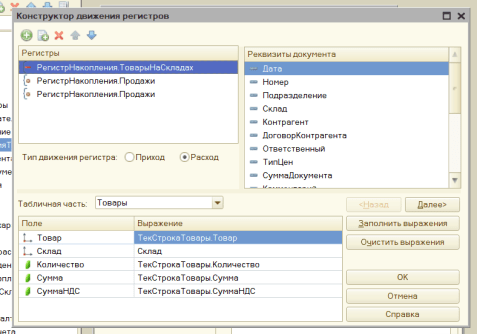 Конструктор движения регистров
Регистры
РегистрНакопления.ТоварыНаСкладах
РегистрНакопления.Продажи
РегистрНакопления.Продажи
Тип движения регистра:
Приход
Расход
Реквизиты документа
Дата
Номер
Подразделение
Склад
Контрагент
ДоговорКонтрагента
Ответственный
ТипЦен
СуммаДокумента
Комментарий
Табличная часть:
Товары
<Назад
Далее>
Поле
Выражение
Товар
ТекСтрокаТовары.Товар
Склад
Склад
Количество
ТекСтрокаТовары.Количество
Сумма
ТекСтрокаТовары.Сумма
СуммаНДС
ТекСтрокаТовары.СуммаНДС
Заполнить выражения
Очистить выражения
ОК
Отмена
Справка